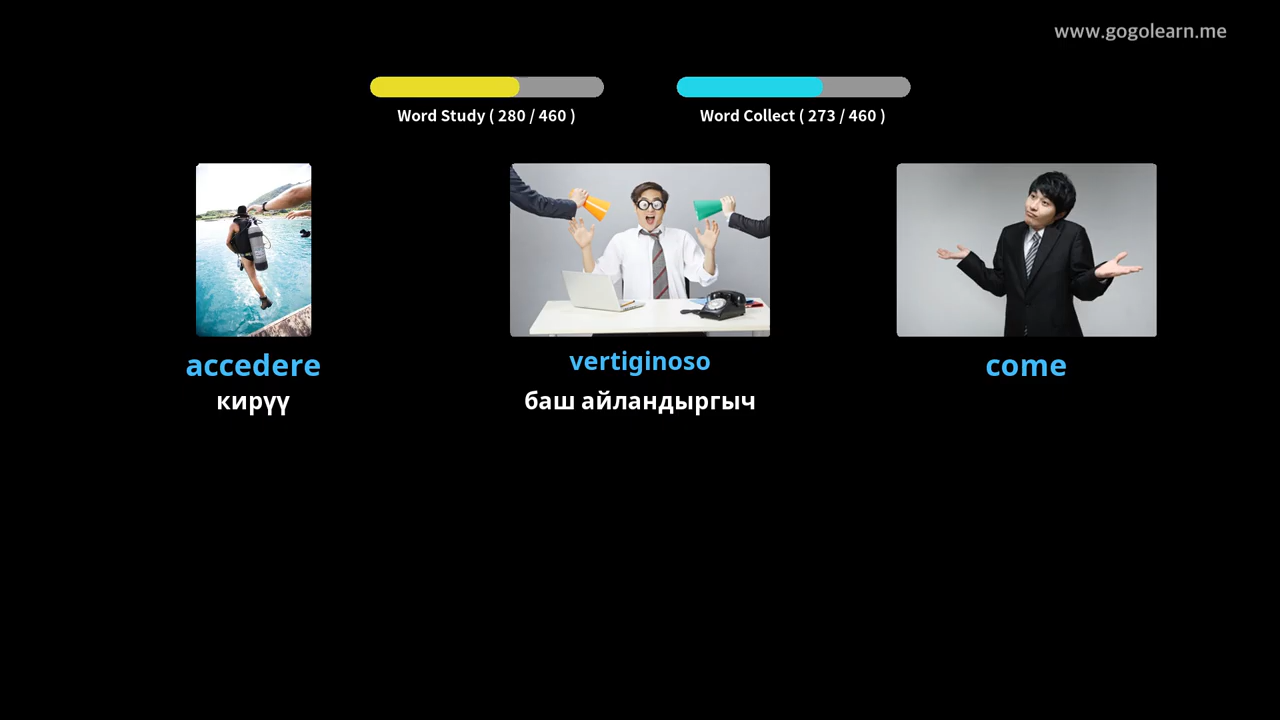 www.gogolearn.me
Word Study ( 280 / 460 )
Word Collect ( 273 / 460 )
accedere
кирүү
vertiginoso
баш айландыргыч
come